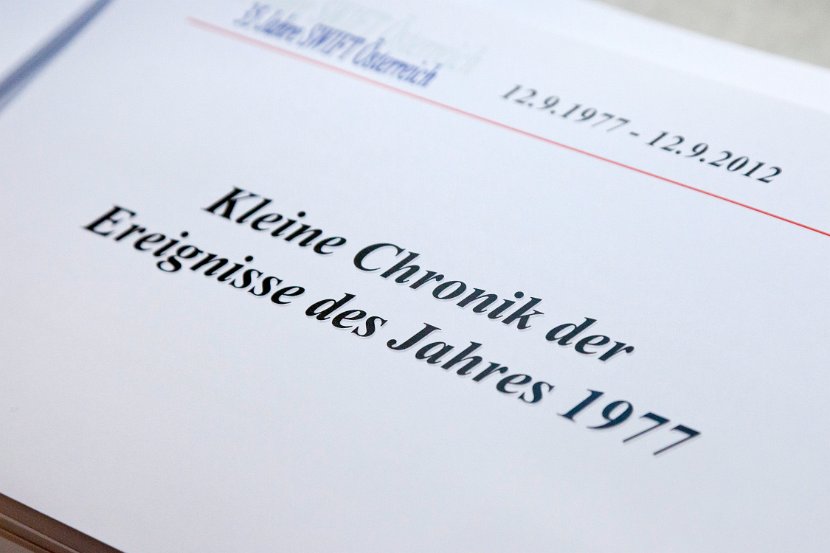 35 Jahre SWIFT Österreich
12.9.1977 - 12.9.2012
Kleine Chronik der
Ereignisse des Jahres 1977